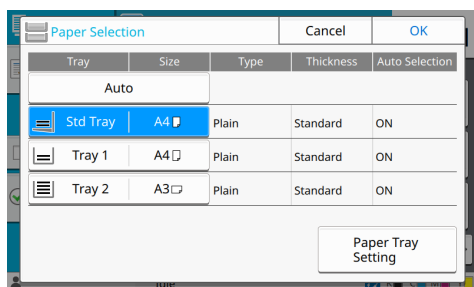 Paper Selection Cancel OK
Tray Size Type Thickness Auto Selection
Auto
Std Tray A4 Plain Standard ON
Tray 1 A4 Plain Standard ON
Tray 2 A3 Plain Standard ON
Paper Tray
Setting
Idle